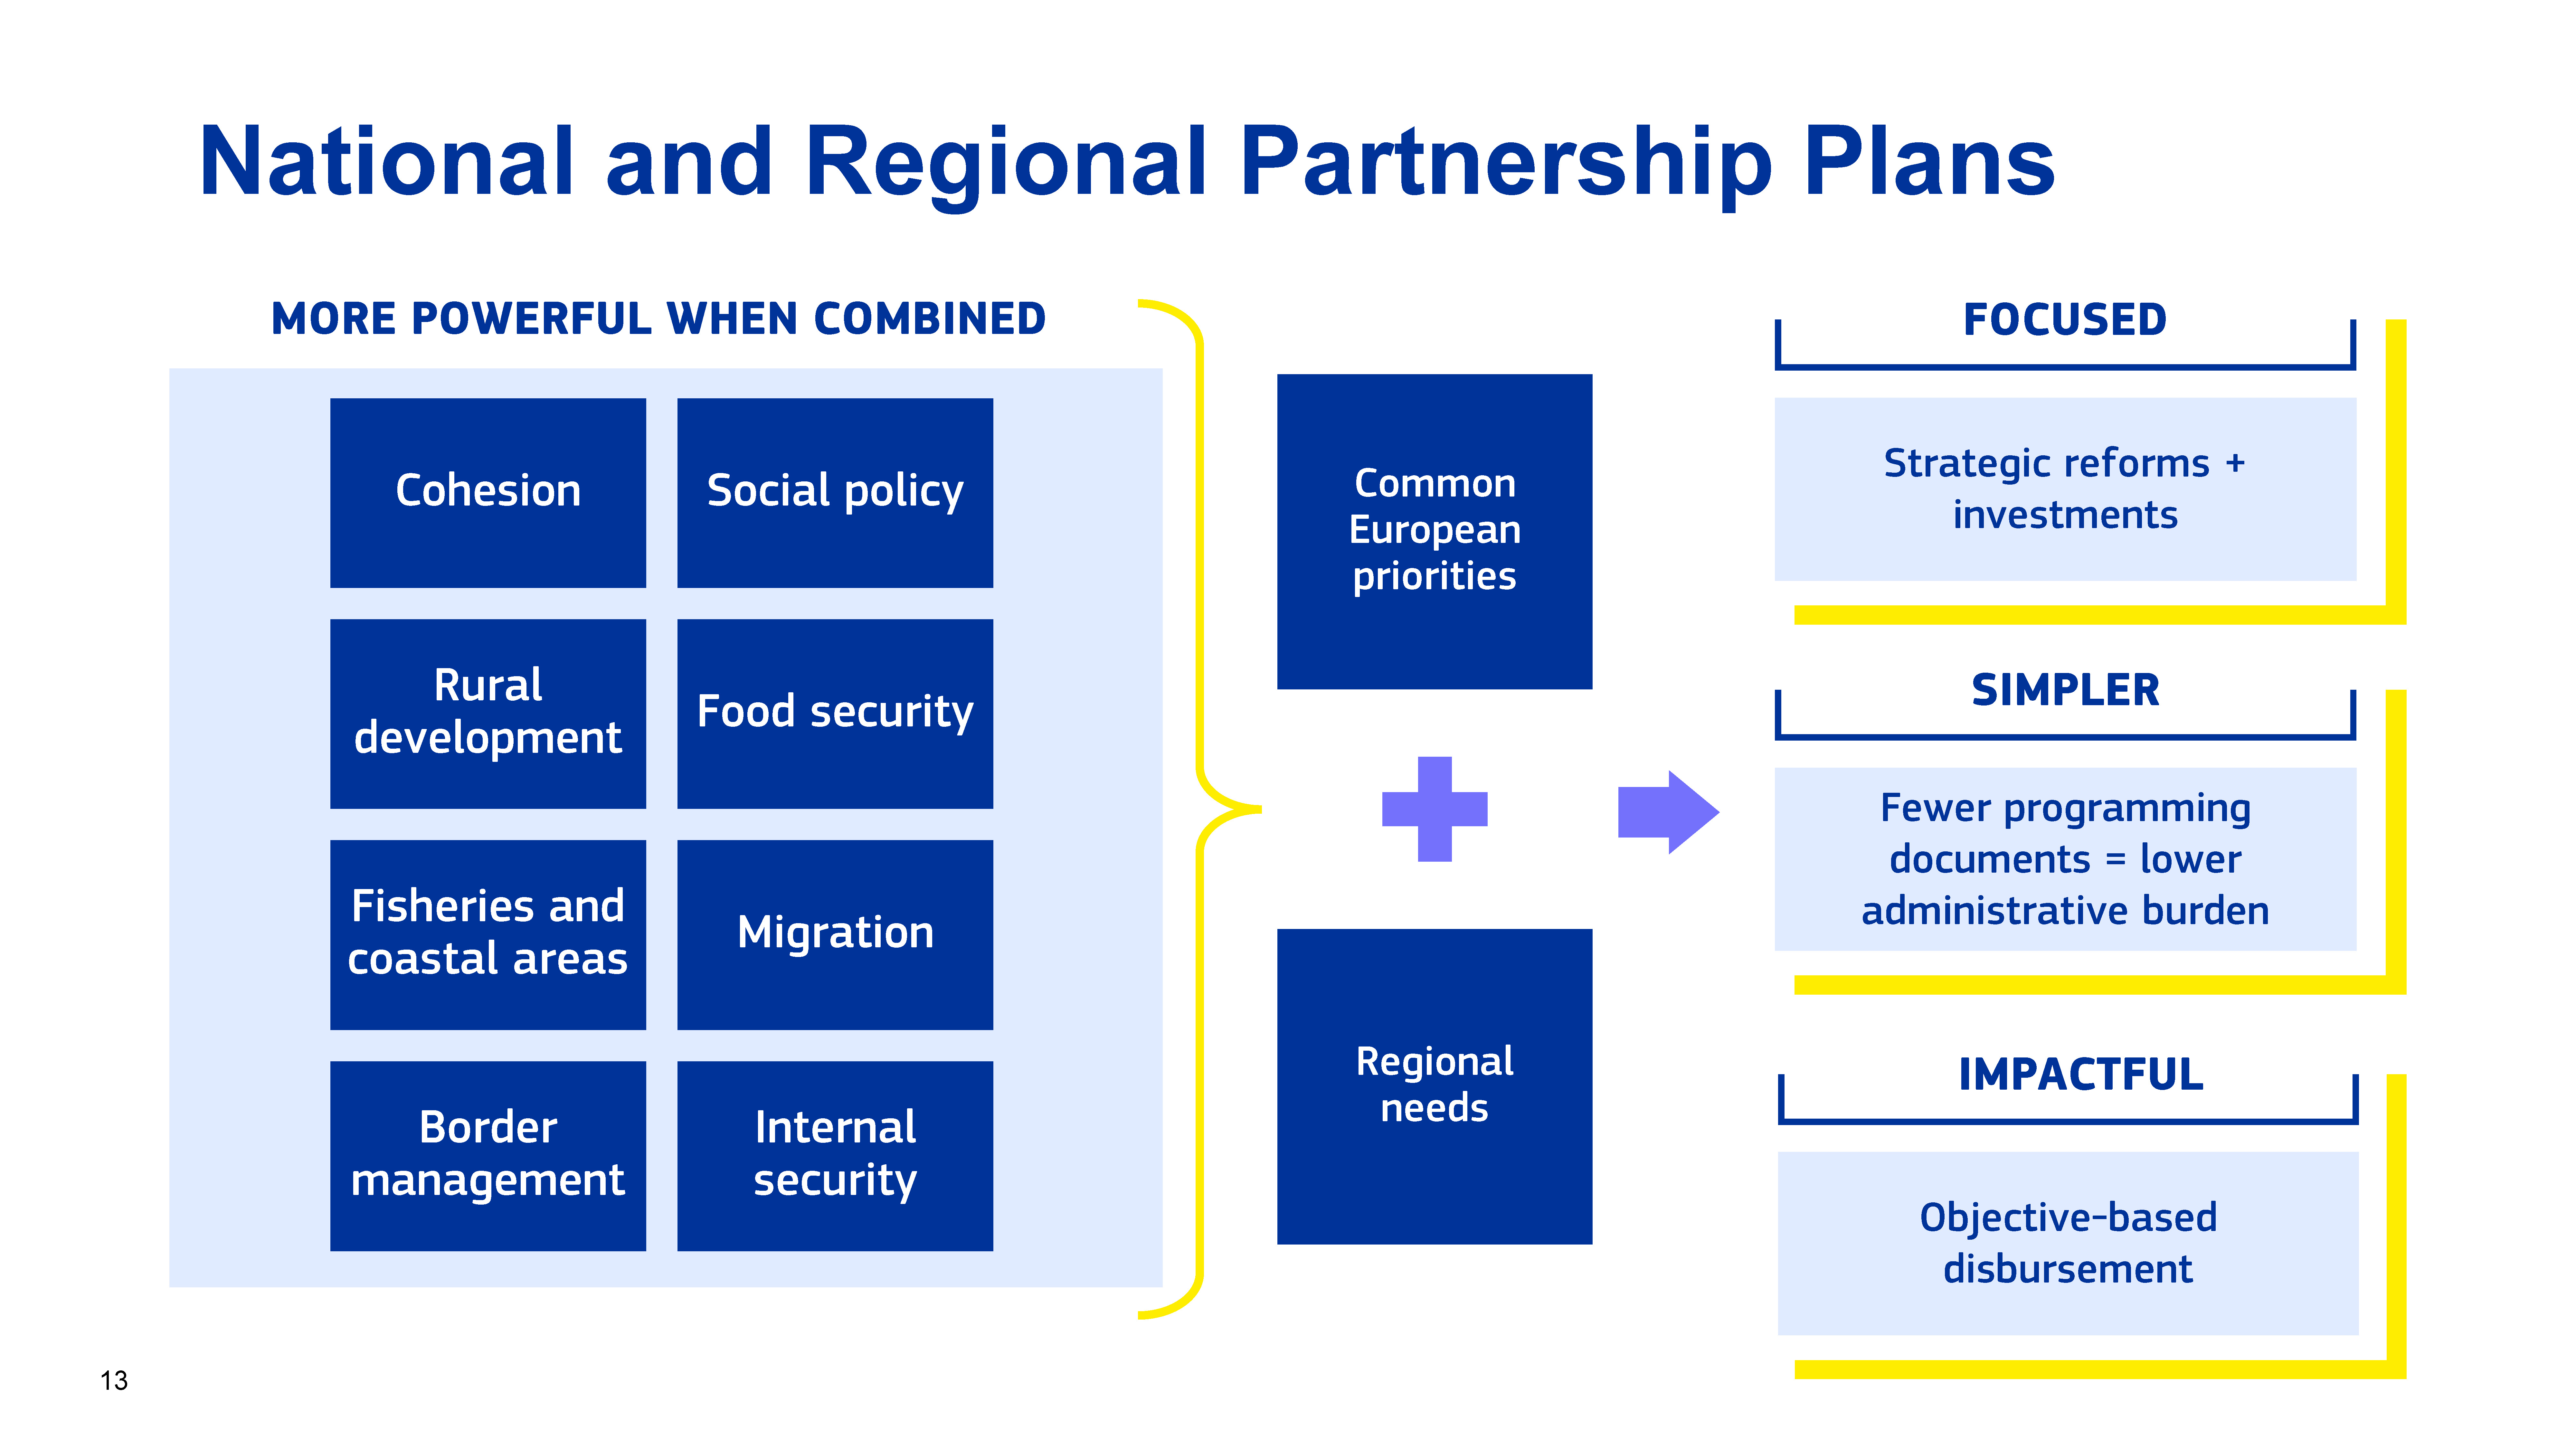 National and Regional Partnership Plans
MORE POWERFUL WHEN COMBINED
Cohesion
Social policy
Rural
development
Food security
Fisheries and
coastal areas
Migration
Border
management
Internal
security
Common
European
priorities
Regional
needs
FOCUSED
Strategic reforms +
investments
SIMPLER
Fewer programming
documents = lower
administrative burden
IMPACTFUL
Objective-based
disbursement
13